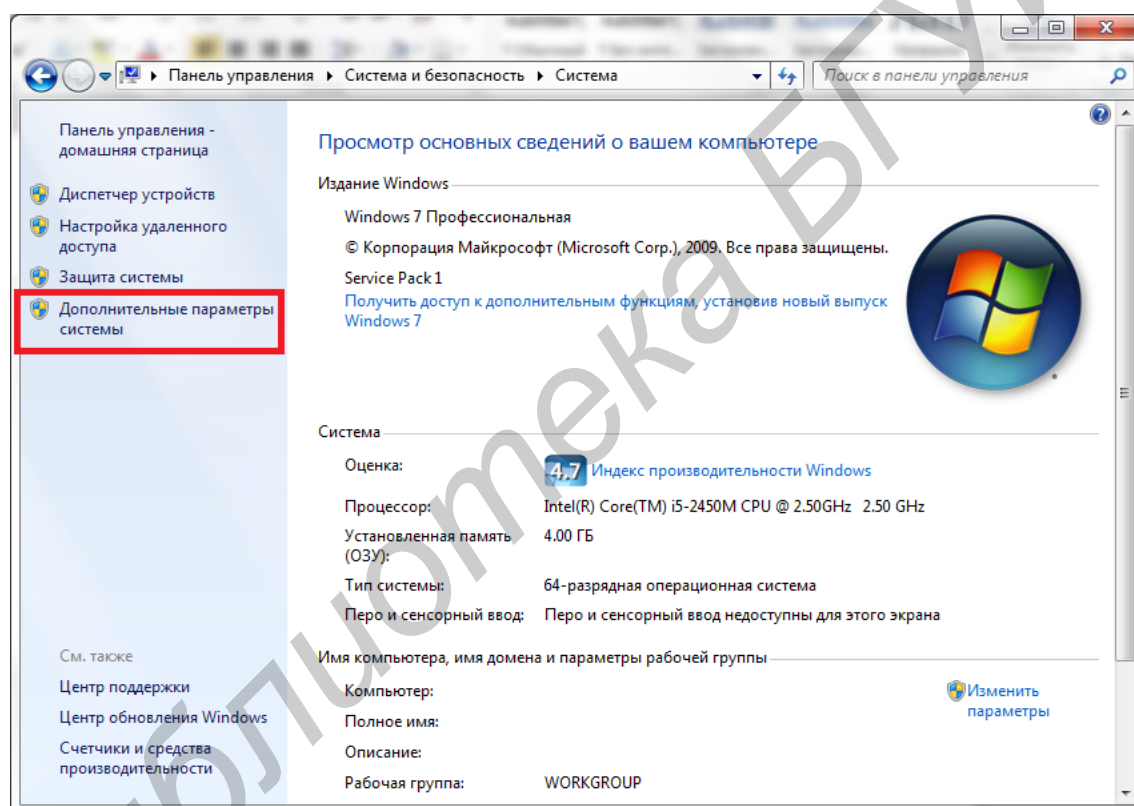 Панель управления ▸ Система и безопасность ▸ Система
Поиск в панели управления
Панель управления -
домашняя страница
Диспетчер устройств
Настройка удаленного
доступа
Защита системы
Дополнительные параметры
системы
См. также
Центр поддержки
Центр обновления Windows
Счетчики и средства
производительности
Просмотр основных сведений о вашем компьютере
Издание Windows
Windows 7 Профессиональная
© Корпорация Майкрософт (Microsoft Corp.), 2009. Все права защищены.
Service Pack 1
Получить доступ к дополнительным функциям, установив новый выпуск
Windows 7
Система
Оценка: 4,7 Индекс производительности Windows
Процессор: Intel(R) Core(TM) i5-2450M CPU @ 2.50GHz 2.50 GHz
Установленная память 4.00 ГБ
(ОЗУ):
Тип системы: 64-разрядная операционная система
Перо и сенсорный ввод: Перо и сенсорный ввод недоступны для этого экрана
Имя компьютера, имя домена и параметры рабочей группы
Компьютер:
Изменить
параметры
Полное имя:
Описание:
Рабочая группа: WORKGROUP
блиотека БГУ